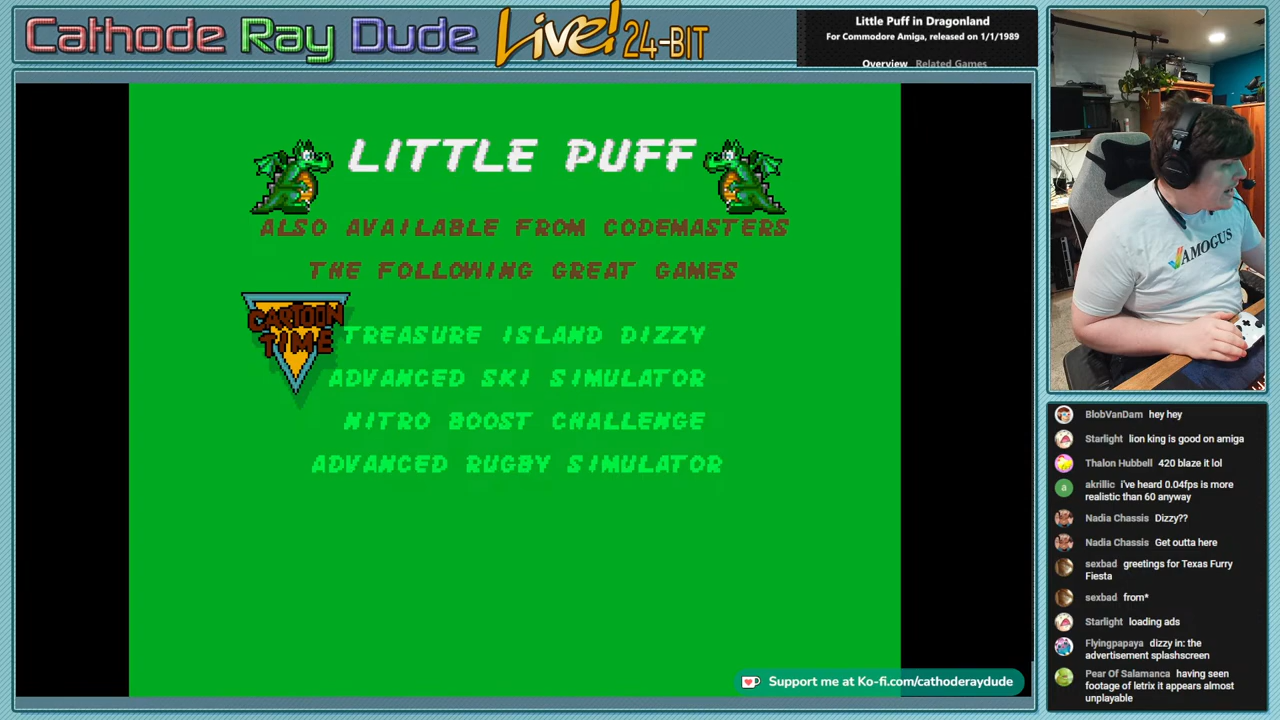 Cathode Ray Dude Live! 24-BIT
Little Puff in Dragonland
For Commodore Amiga, released on 1/1/1989
Overview Related Games
LITTLE PUFF
ALSO AVAILABLE FROM CODEMASTERS
THE FOLLOWING GREAT GAMES
CARTOON
TIME
TREASURE ISLAND DIZZY
ADVANCED SKI SIMULATOR
NITRO BOOST CHALLENGE
ADVANCED RUGBY SIMULATOR
Support me at Ko-fi.com/cathoderaydude
AMOGUS
BlobVanDam hey hey
Starlight lion king is good on amiga
Thalon Hubbell 420 blaze it lol
a
akrillic i've heard 0.04fps is more
realistic than 60 anyway
Nadia Chassis Dizzy??
Nadia Chassis Get outta here
sexbad greetings for Texas Furry
Fiesta
sexbad from*
Starlight loading ads
Flyingpapaya dizzy in: the
advertisement splashscreen
Pear Of Salamanca having seen
footage of letrix it appears almost
unplayable